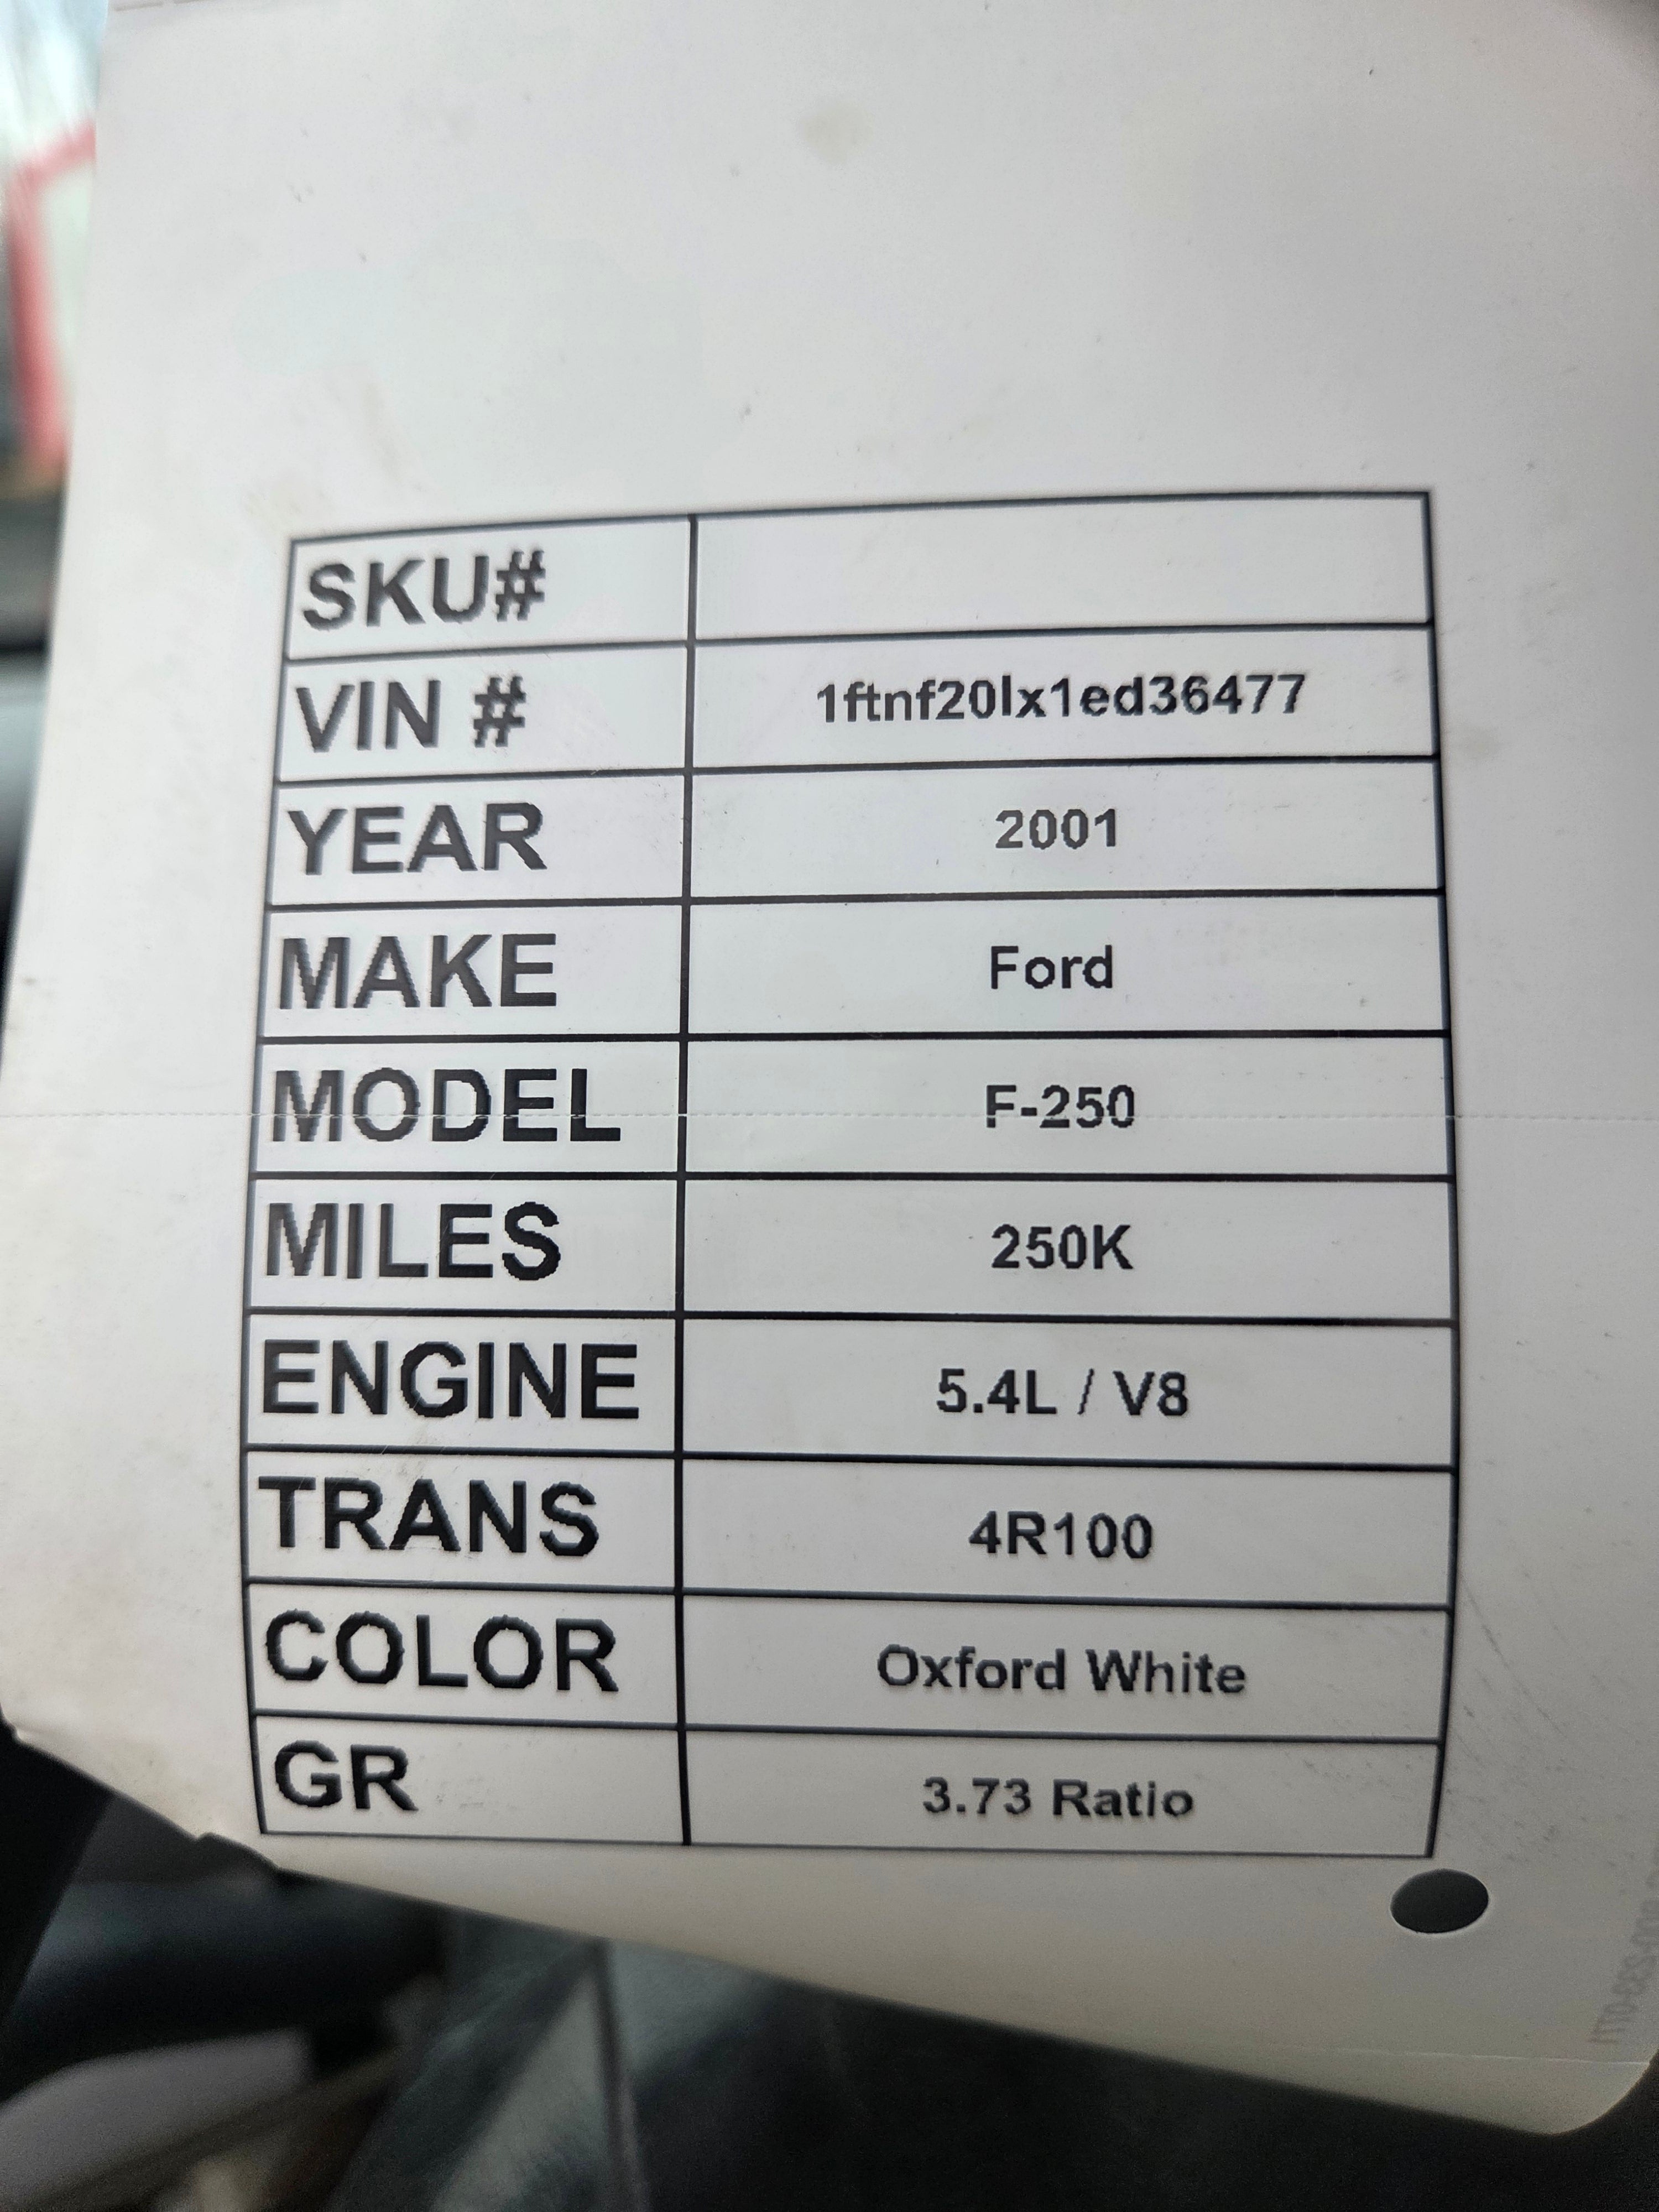 SKU#
VIN # 1ftnf20lx1ed36477
YEAR 2001
MAKE Ford
MODEL F-250
MILES 250K
ENGINE 5.4L / V8
TRANS 4R100
COLOR Oxford White
GR 3.73 Ratio